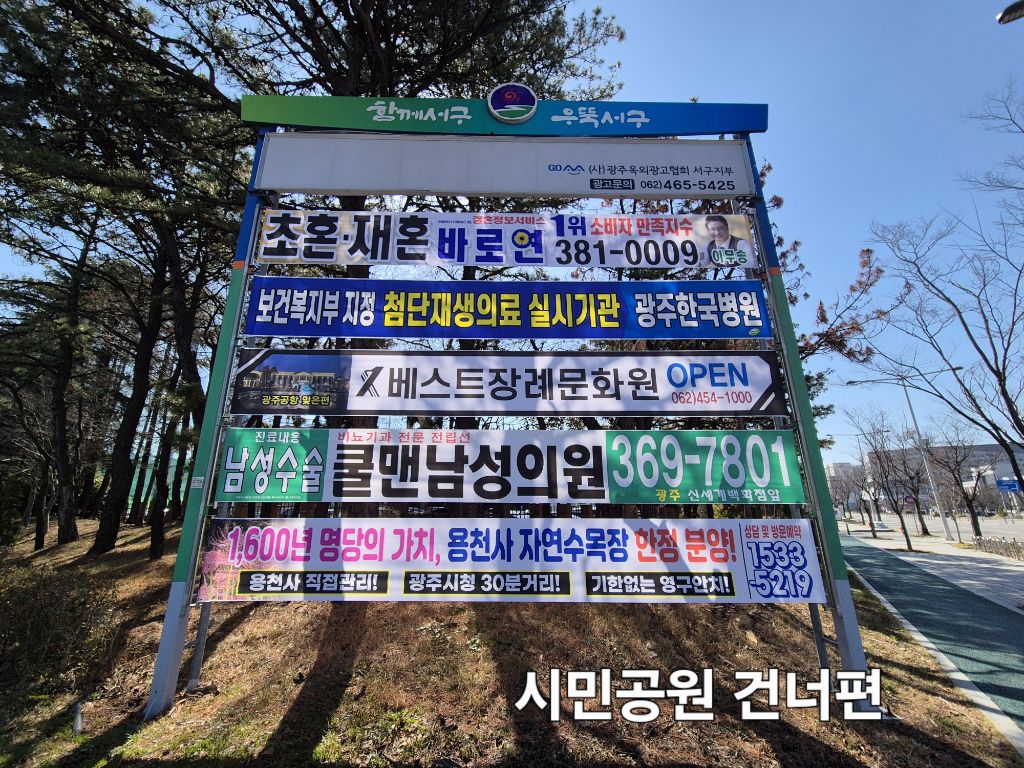 함께서구 우뚝서구
GO (사)광주옥외광고협회 서구지부
광고문의 062)465-5425
초혼·재혼 바로연 결혼정보서비스 1위 소비자 만족지수
381-0009 이무송
보건복지부 지정 첨단재생의료 실시기관 광주한국병원
광주공항 맞은편
베스트장례문화원 OPEN
062)454-1000
진료내용
남성수술
비뇨기과 전문 전립선
쿨맨남성의원
369-7801
광주 신세계백화점앞
1,600년 명당의 가치, 용천사 자연수목장 한정 분양!
용천사 직접관리! 광주시청 30분거리! 기한없는 영구안치!
상담 및 방문예약
1533
-5219
시민공원 건너편